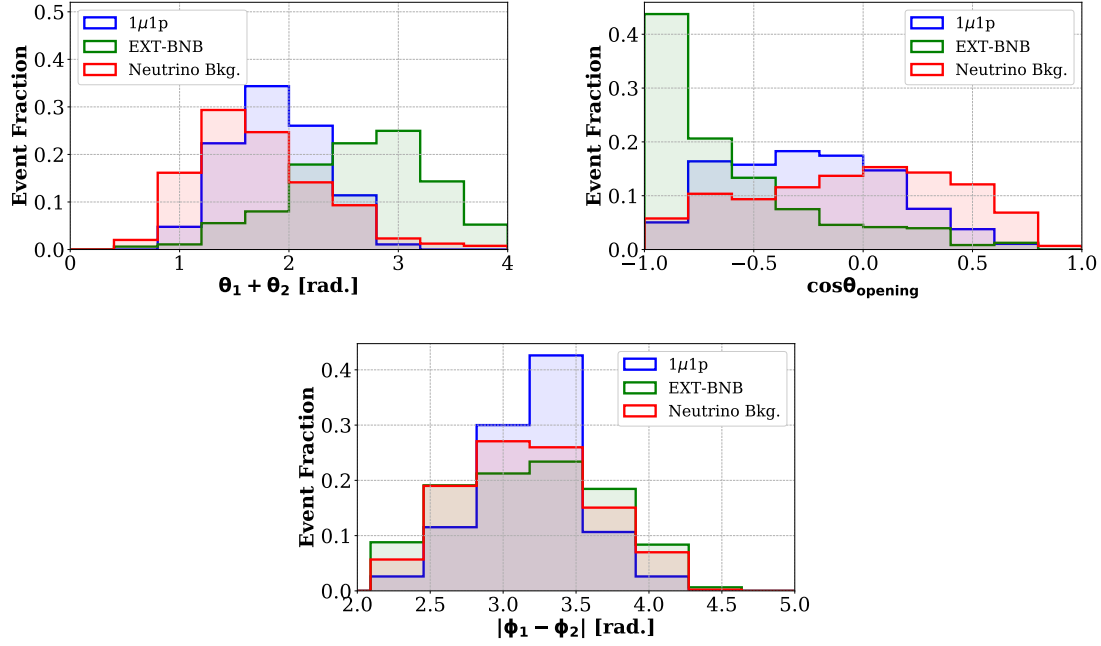 Event Fraction
0.5
0.4
0.3
0.2
0.1
0.0
1μ1p
EXT-BNB
Neutrino Bkg.
0 1 2 3 4
θ₁ + θ₂ [rad.]
Event Fraction
0.4
0.3
0.2
0.1
0.0
1μ1p
EXT-BNB
Neutrino Bkg.
−1.0 −0.5 0.0 0.5 1.0
cosθ_opening
Event Fraction
0.4
0.3
0.2
0.1
0.0
1μ1p
EXT-BNB
Neutrino Bkg.
2.0 2.5 3.0 3.5 4.0 4.5 5.0
|ϕ₁ − ϕ₂| [rad.]